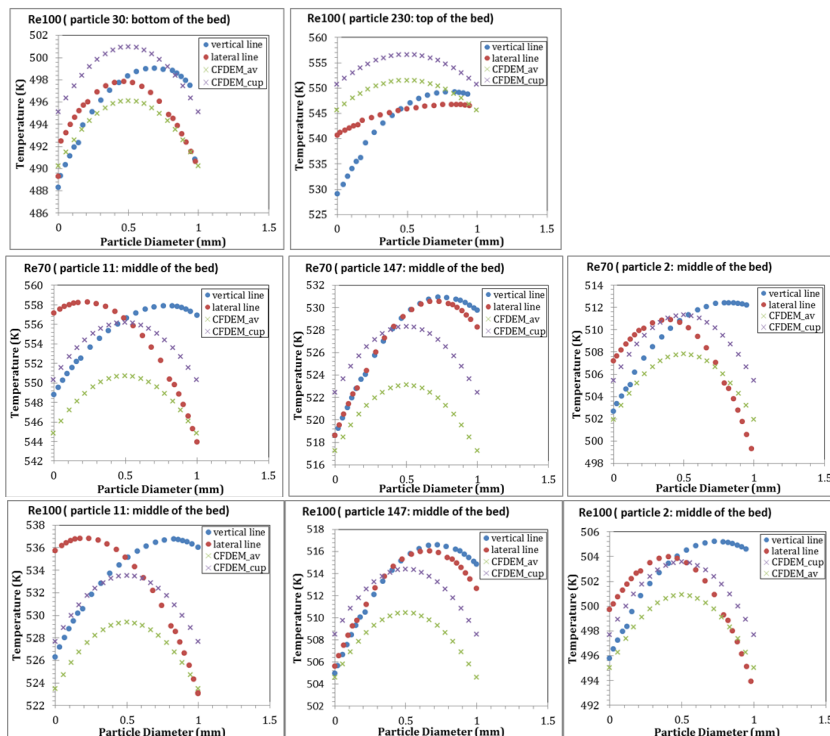 Re100 ( particle 30: bottom of the bed)
Temperature (K)
502
500
498
496
494
492
490
488
486
0
0.5
1
1.5
Particle Diameter (mm)
vertical line
lateral line
CFDEM_av
CFDEM_cup
Re100 ( particle 230: top of the bed)
Temperature (K)
560
555
550
545
540
535
530
525
0
0.5
1
1.5
Particle Diameter (mm)
vertical line
lateral line
CFDEM_av
CFDEM_cup
Re70 ( particle 11: middle of the bed)
Temperature (K)
560
558
556
554
552
550
548
546
544
542
0
0.5
1
1.5
Particle Diameter (mm)
vertical line
lateral line
CFDEM_av
CFDEM_cup
Re70 ( particle 147: middle of the bed)
Temperature (K)
532
530
528
526
524
522
520
518
516
0
0.5
1
1.5
Particle Diameter (mm)
vertical line
lateral line
CFDEM_av
CFDEM_cup
Re70 ( particle 2: middle of the bed)
Temperature (K)
514
512
510
508
506
504
502
500
498
0
0.5
1
1.5
Particle Diameter (mm)
vertical line
lateral line
CFDEM_av
CFDEM_cup
Re100 ( particle 11: middle of the bed)
Temperature (K)
538
536
534
532
530
528
526
524
522
0
0.5
1
1.5
Particle Diameter (mm)
vertical line
lateral line
CFDEM_av
CFDEM_cup
Re100 ( particle 147: middle of the bed)
Temperature (K)
518
516
514
512
510
508
506
504
502
0
0.5
1
1.5
Particle Diameter (mm)
vertical line
lateral line
CFDEM_av
CFDEM_cup
Re100 ( particle 2: middle of the bed)
Temperature (K)
506
504
502
500
498
496
494
492
0
0.5
1
1.5
Particle Diameter (mm)
vertical line
lateral line
CFDEM_cup
CFDEM_av